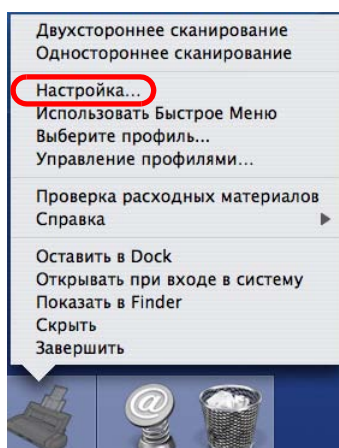 Двухстороннее сканирование
Одностороннее сканирование
Настройка...
Использовать Быстрое Меню
Выберите профиль...
Управление профилями...
Проверка расходных материалов
Справка
Оставить в Dock
Открывать при входе в систему
Показать в Finder
Скрыть
Завершить
@